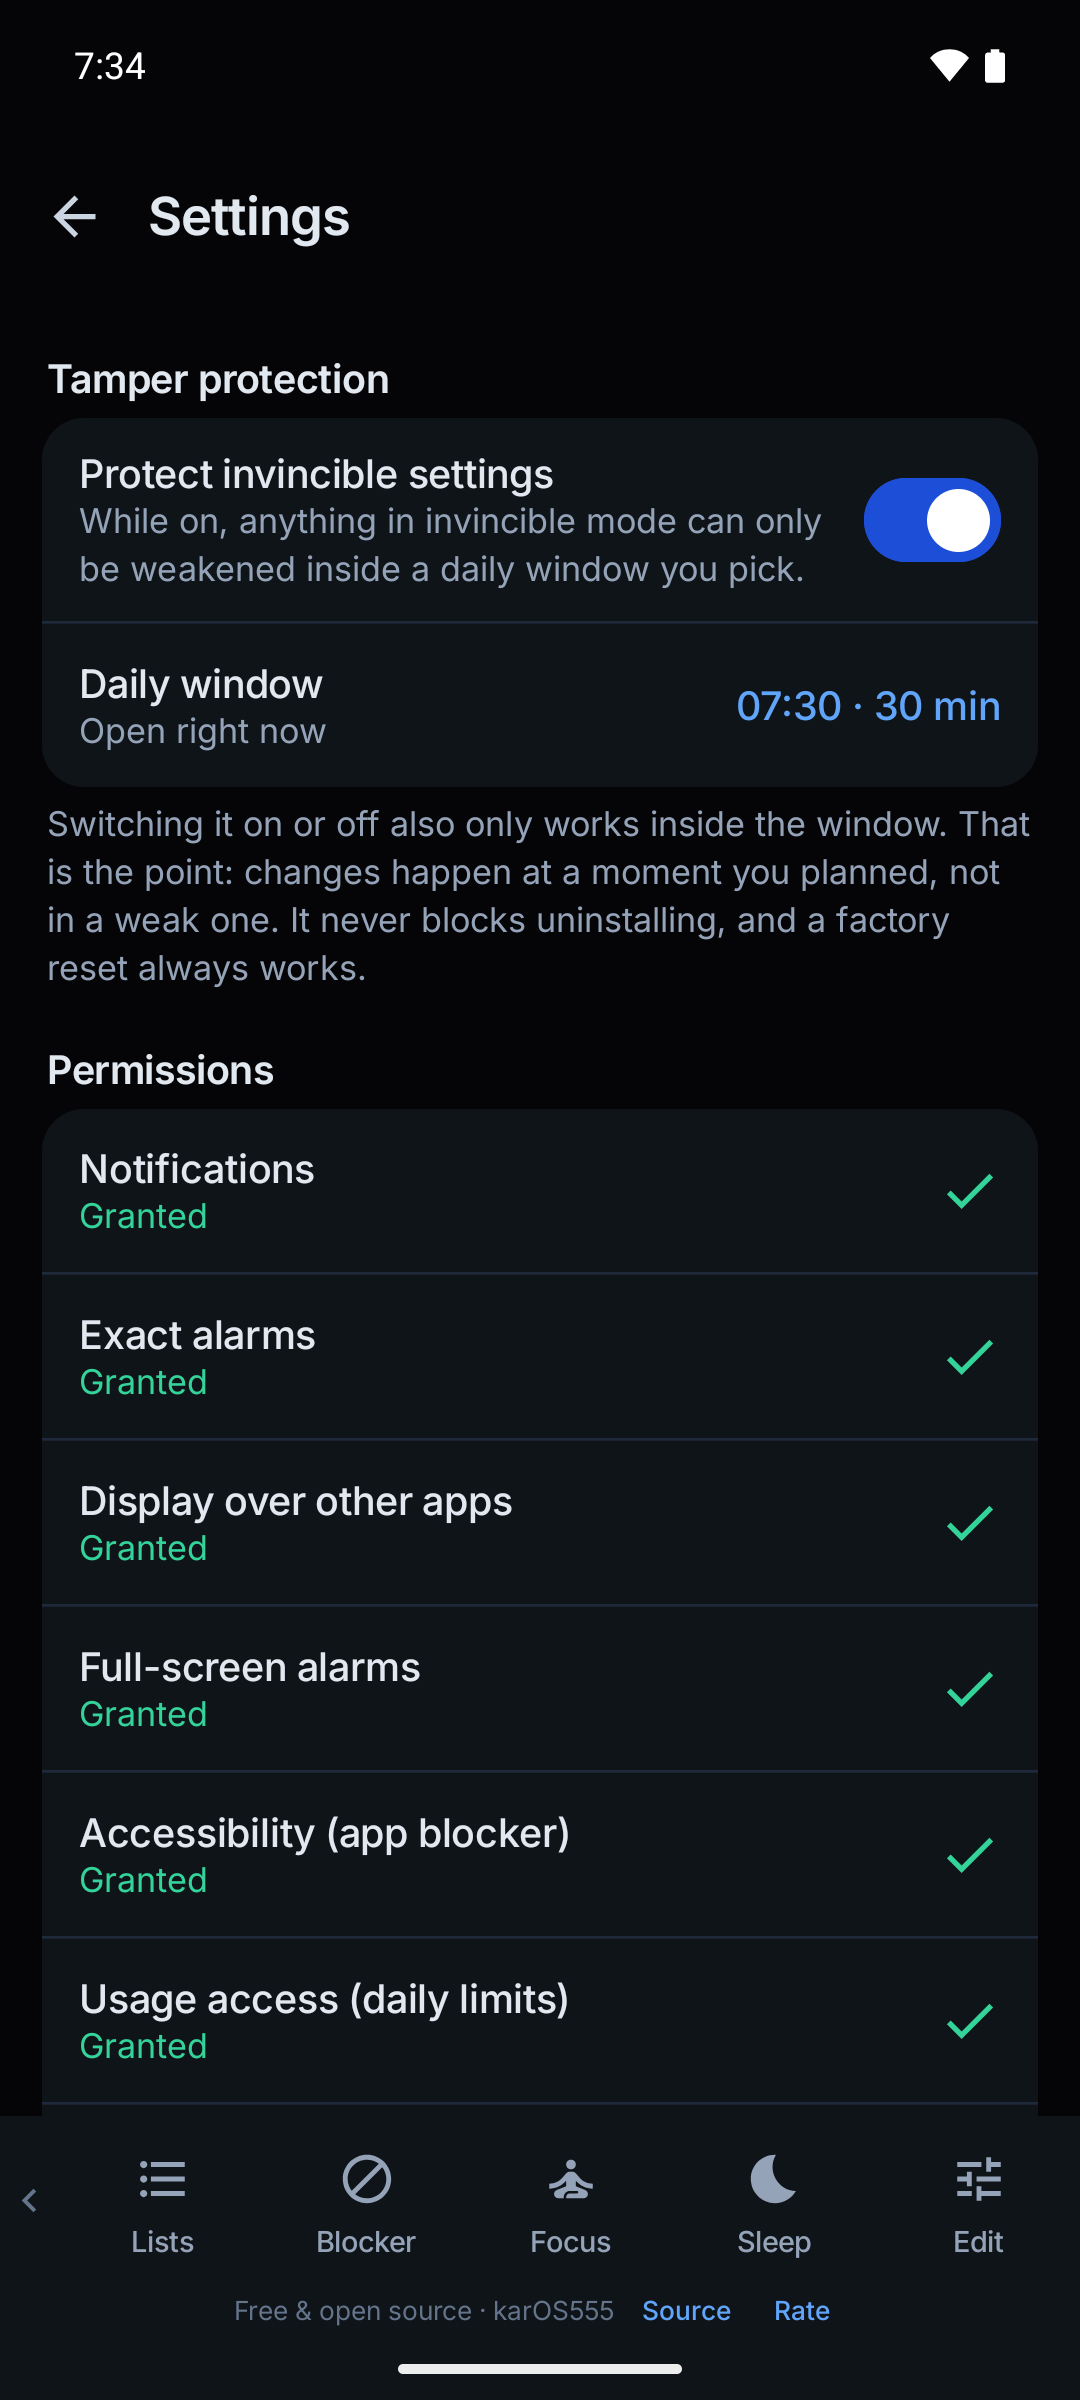 7:34
Settings
Tamper protection
Protect invincible settings
While on, anything in invincible mode can only
be weakened inside a daily window you pick.
Daily window
Open right now
07:30 · 30 min
Switching it on or off also only works inside the window. That
is the point: changes happen at a moment you planned, not
in a weak one. It never blocks uninstalling, and a factory
reset always works.
Permissions
Notifications
Granted
Exact alarms
Granted
Display over other apps
Granted
Full-screen alarms
Granted
Accessibility (app blocker)
Granted
Usage access (daily limits)
Granted
Lists
Blocker
Focus
Sleep
Edit
Free & open source · karOS555 Source Rate